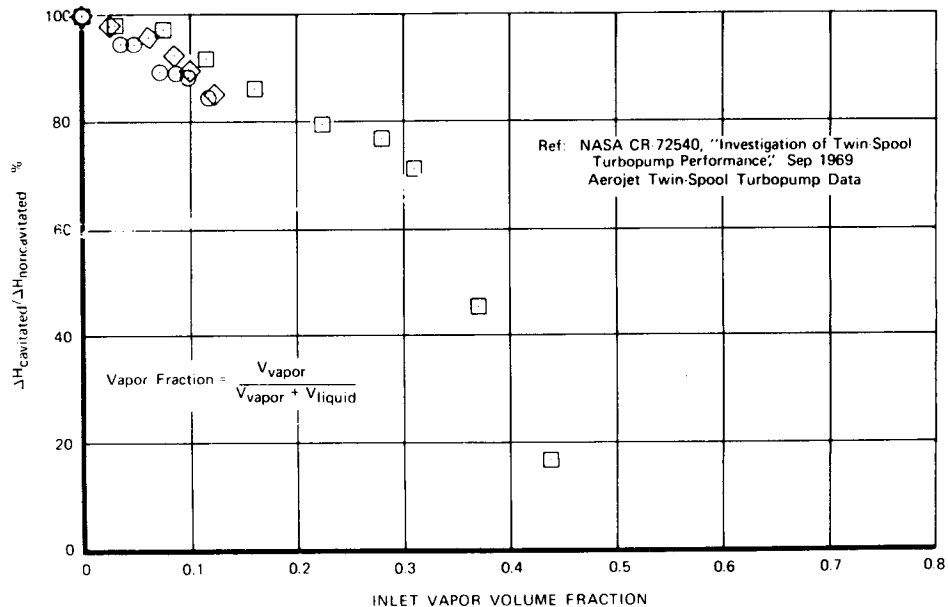 100
80
60
40
20
0
ΔHcavitated/ΔHnoncavitated %
Ref: NASA CR-72540, "Investigation of Twin-Spool
Turbopump Performance," Sep 1969
Aerojet Twin-Spool Turbopump Data
Vapor Fraction = Vvapor
Vvapor + Vliquid
0 0.1 0.2 0.3 0.4 0.5 0.6 0.7 0.8
INLET VAPOR VOLUME FRACTION